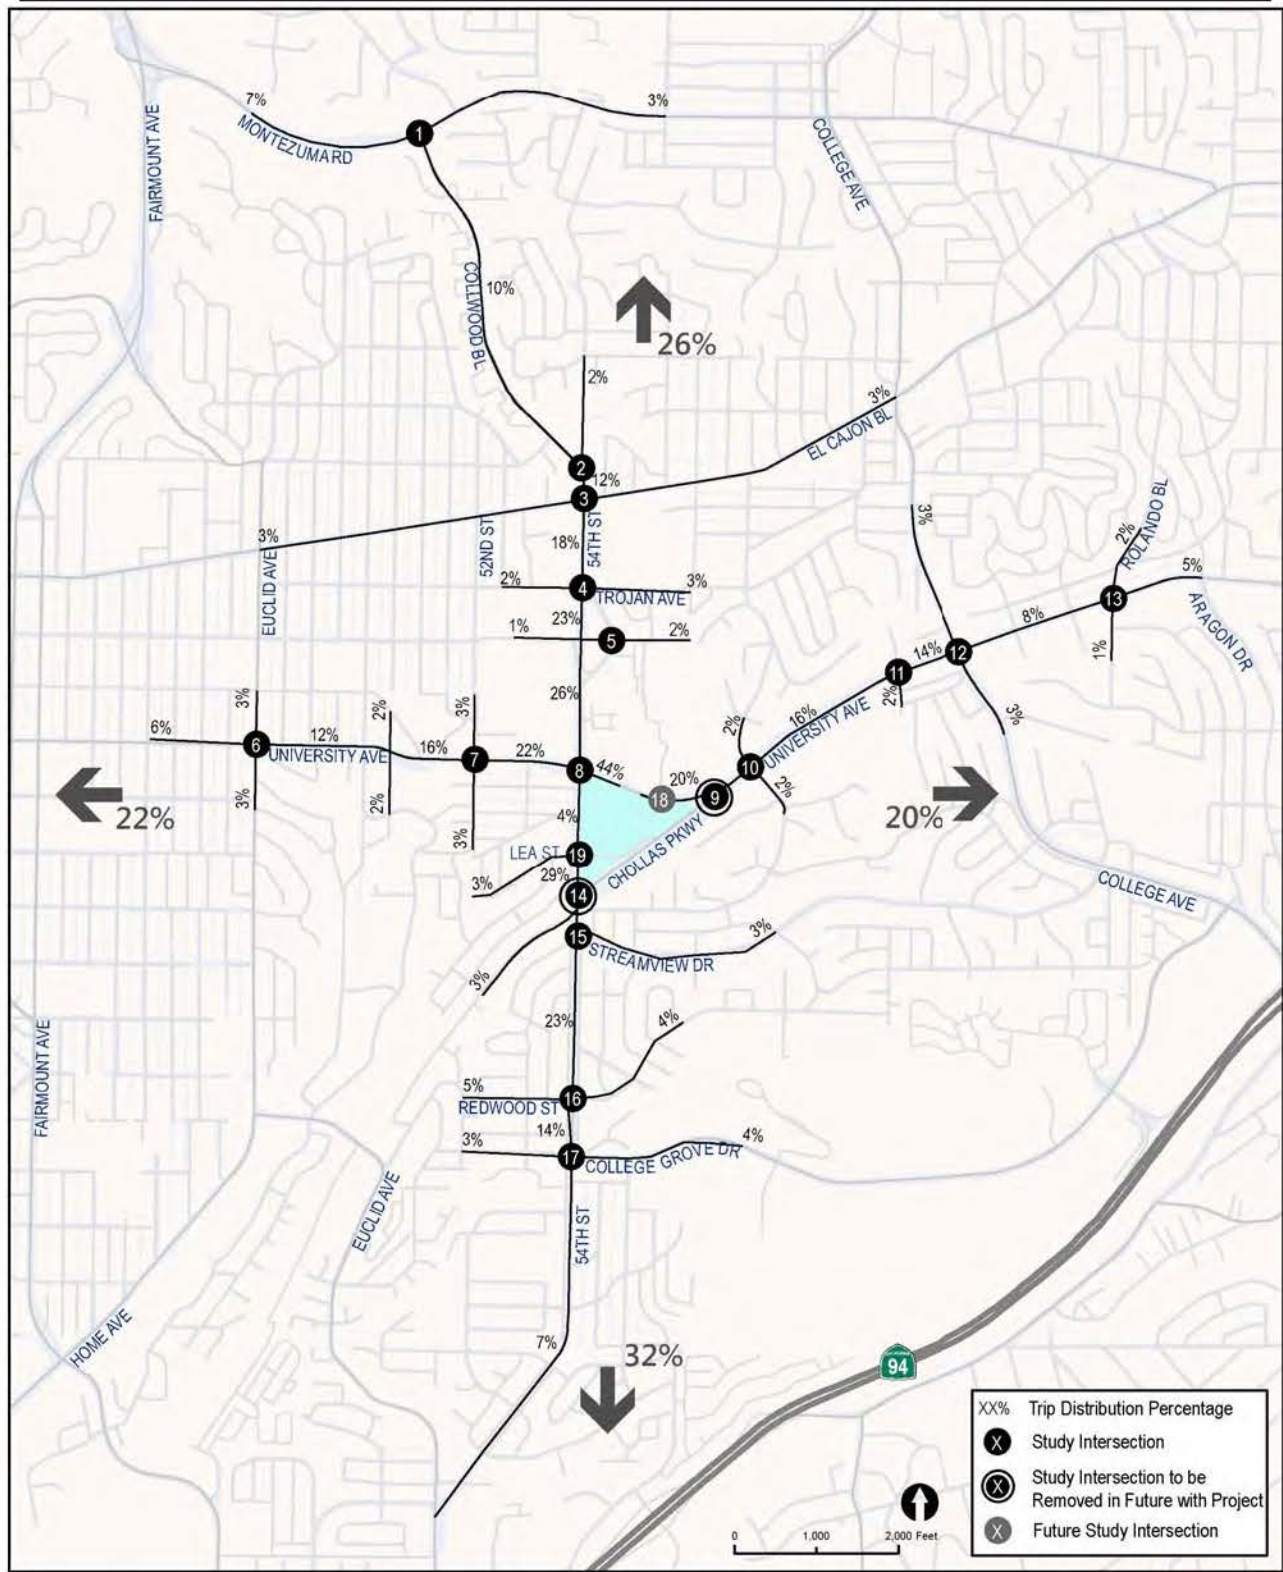 7%
3%
MONTEZUMA RD
1
FAIRMOUNT AVE
COLLEGE AVE
COLLWOOD BL
10%
26%
2%
3%
EL CAJON BL
2
12%
3
3%
EUCLID AVE
52ND ST
18%
54TH ST
3%
2%
ROLANDO BL
2%
4
3%
TROJAN AVE
5%
13
ARAGON DR
23%
1%
5
2%
8%
1%
14%
12
11
2%
3%
26%
3%
2%
3%
6%
12%
6
UNIVERSITY AVE
16%
7
22%
8
44%
2%
16%
UNIVERSITY AVE
10
20%
18
9
2%
3%
2%
3%
22%
20%
4%
LEA ST
19
CHOLLAS PKWY
29%
3%
14
COLLEGE AVE
15
STREAMVIEW DR
3%
3%
23%
4%
FAIRMOUNT AVE
5%
REDWOOD ST
16
14%
3%
17
COLLEGE GROVE DR
4%
EUCLID AVE
54TH ST
HOME AVE
7%
32%
94
XX% Trip Distribution Percentage
X Study Intersection
X Study Intersection to be
Removed in Future with Project
X Future Study Intersection
0 1,000 2,000 Feet